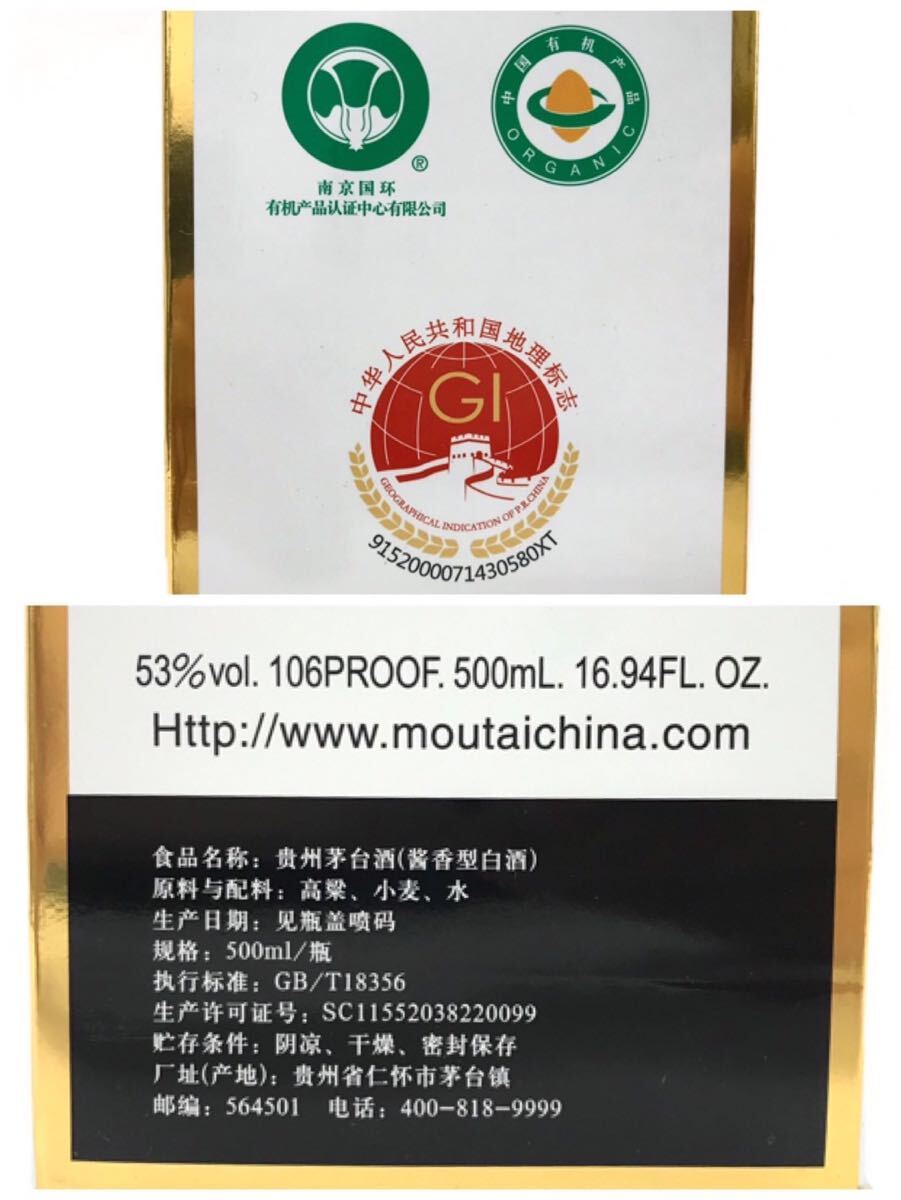 南京国环
有机产品认证中心有限公司
®
中国有机产品
ORGANIC
中华人民共和国地理标志
GI
GEOGRAPHICAL INDICATION OF P.R.CHINA
9152000071430580XT
53%vol. 106PROOF. 500mL. 16.94FL. OZ.
Http://www.moutaichina.com
食品名称：贵州茅台酒(酱香型白酒)
原料与配料：高粱、小麦、水
生产日期：见瓶盖喷码
规格：500ml/瓶
执行标准：GB/T18356
生产许可证号：SC11552038220099
贮存条件：阴凉、干燥、密封保存
厂址(产地)：贵州省仁怀市茅台镇
邮编：564501 电话：400-818-9999